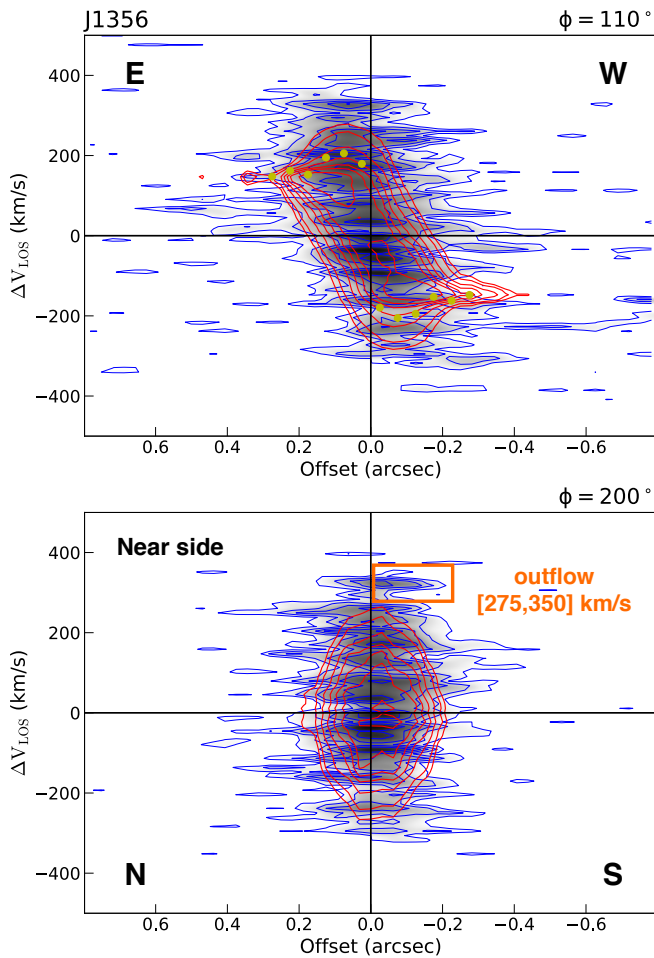 J1356 ϕ = 110°
E W
400
200
0
−200
−400
ΔV_LOS (km/s)
0.6 0.4 0.2 0.0 −0.2 −0.4 −0.6
Offset (arcsec)
ϕ = 200°
Near side
outflow
[275,350] km/s
400
200
0
−200
−400
ΔV_LOS (km/s)
N S
0.6 0.4 0.2 0.0 −0.2 −0.4 −0.6
Offset (arcsec)